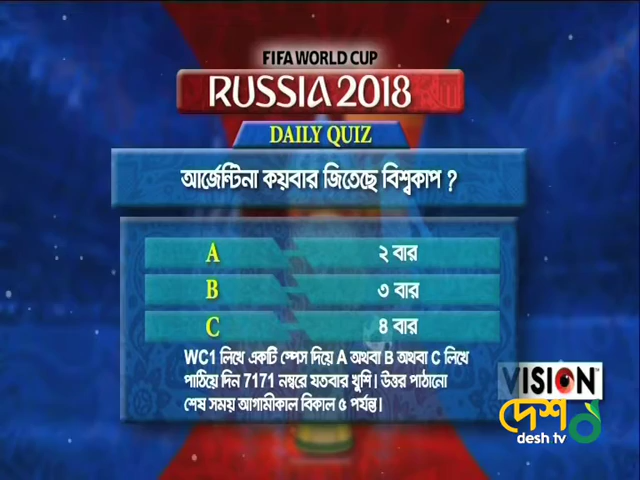 FIFA WORLD CUP
RUSSIA 2018
DAILY QUIZ
আর্জেন্টিনা কয়বার জিতেছে বিশ্বকাপ ?
A ২ বার
B ৩ বার
C ৪ বার
WC1 লিখে একটি স্পেস দিয়ে A অথবা B অথবা C লিখে
পাঠিয়ে দিন 7171 নম্বরে যতবার খুশি। উত্তর পাঠানো
শেষ সময় আগামীকাল বিকাল ৫ পর্যন্ত।
VISION
দেশ
desh tv